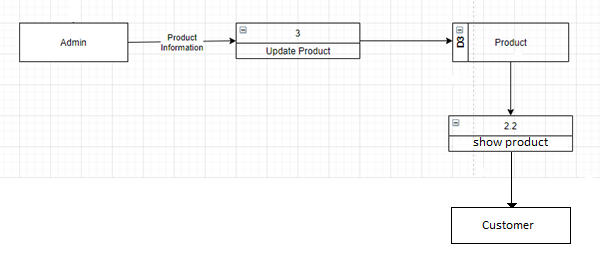 Admin
Product
Information
3
Update Product
D3
Product
2.2
show product
Customer